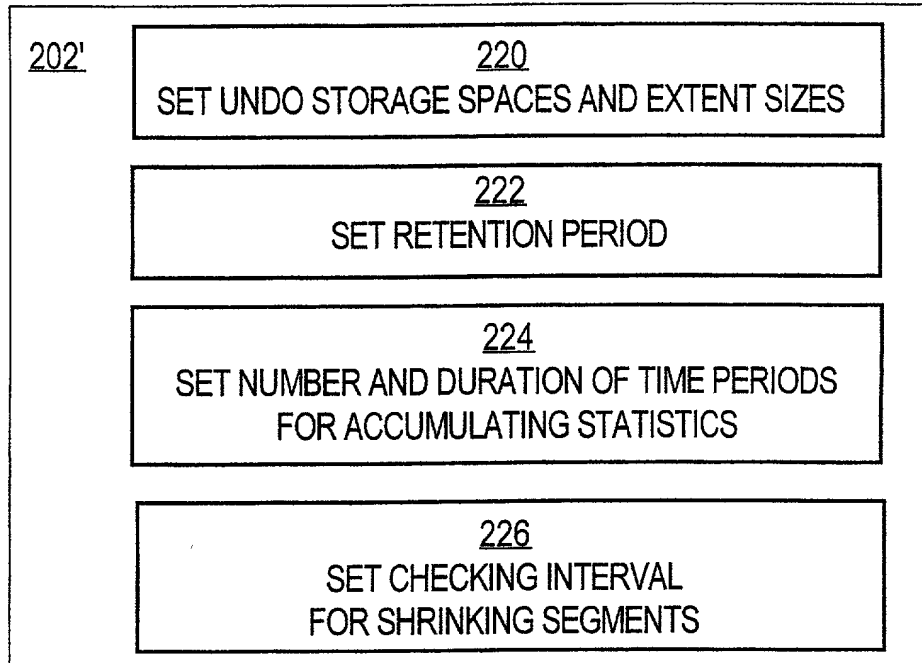 202'
220
SET UNDO STORAGE SPACES AND EXTENT SIZES
222
SET RETENTION PERIOD
224
SET NUMBER AND DURATION OF TIME PERIODS
FOR ACCUMULATING STATISTICS
226
SET CHECKING INTERVAL
FOR SHRINKING SEGMENTS